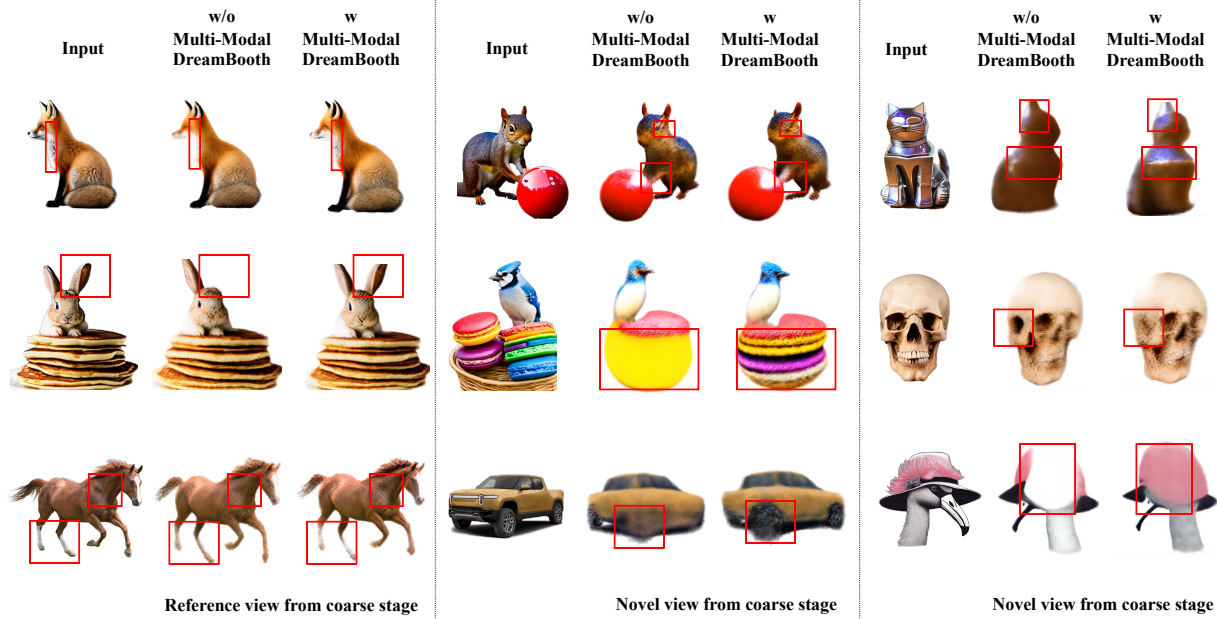 Input
w/o
Multi-Modal
DreamBooth
w
Multi-Modal
DreamBooth
Input
w/o
Multi-Modal
DreamBooth
w
Multi-Modal
DreamBooth
Input
w/o
Multi-Modal
DreamBooth
w
Multi-Modal
DreamBooth
Reference view from coarse stage
Novel view from coarse stage
Novel view from coarse stage